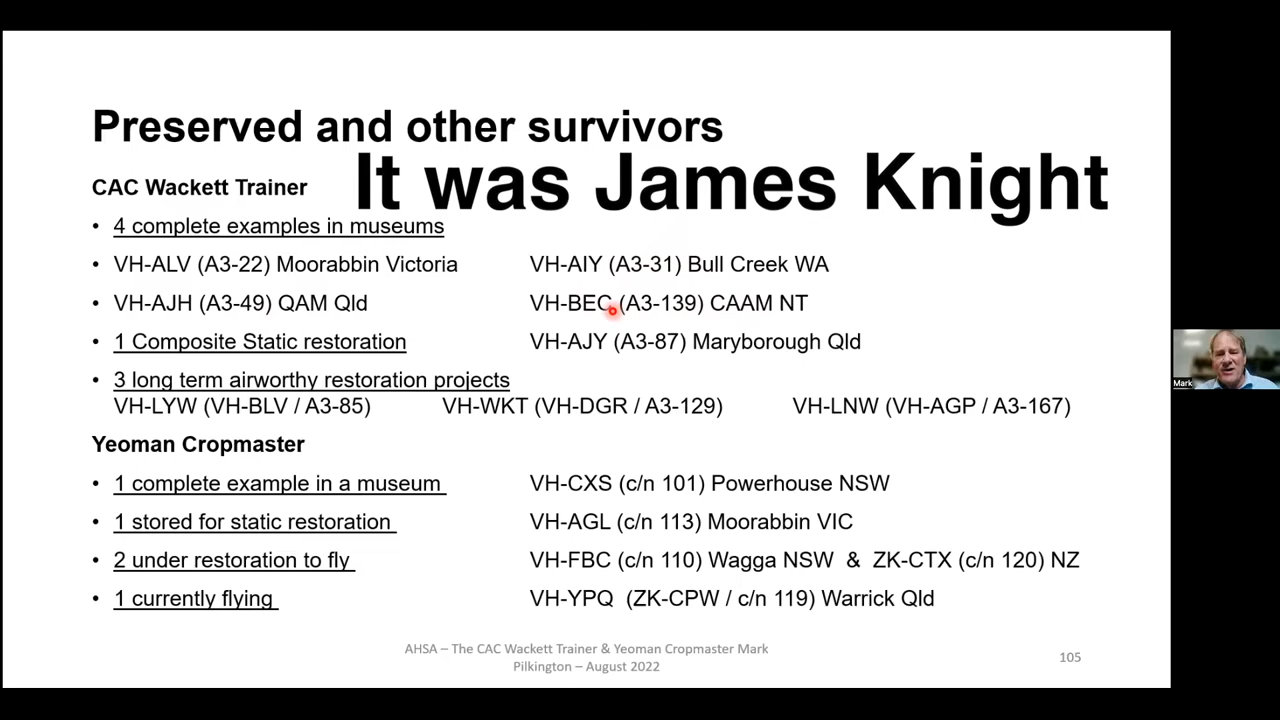 Preserved and other survivors
It was James Knight
CAC Wackett Trainer
• 4 complete examples in museums
• VH-ALV (A3-22) Moorabbin Victoria VH-AIY (A3-31) Bull Creek WA
• VH-AJH (A3-49) QAM Qld VH-BEC (A3-139) CAAM NT
• 1 Composite Static restoration VH-AJY (A3-87) Maryborough Qld
• 3 long term airworthy restoration projects
VH-LYW (VH-BLV / A3-85) VH-WKT (VH-DGR / A3-129) VH-LNW (VH-AGP / A3-167)
Yeoman Cropmaster
• 1 complete example in a museum VH-CXS (c/n 101) Powerhouse NSW
• 1 stored for static restoration VH-AGL (c/n 113) Moorabbin VIC
• 2 under restoration to fly VH-FBC (c/n 110) Wagga NSW & ZK-CTX (c/n 120) NZ
• 1 currently flying VH-YPQ (ZK-CPW / c/n 119) Warrick Qld
AHSA – The CAC Wackett Trainer & Yeoman Cropmaster Mark
Pilkington – August 2022
105
Mark